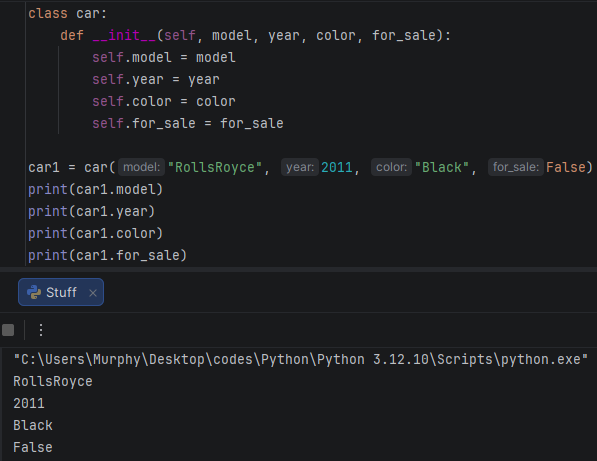 class car:
    def __init__(self, model, year, color, for_sale):
        self.model = model
        self.year = year
        self.color = color
        self.for_sale = for_sale
car1 = car( model: "RollsRoyce", year: 2011, color: "Black", for_sale: False)
print(car1.model)
print(car1.year)
print(car1.color)
print(car1.for_sale)
Stuff ×
"C:\Users\Murphy\Desktop\codes\Python\Python 3.12.10\Scripts\python.exe"
RollsRoyce
2011
Black
False